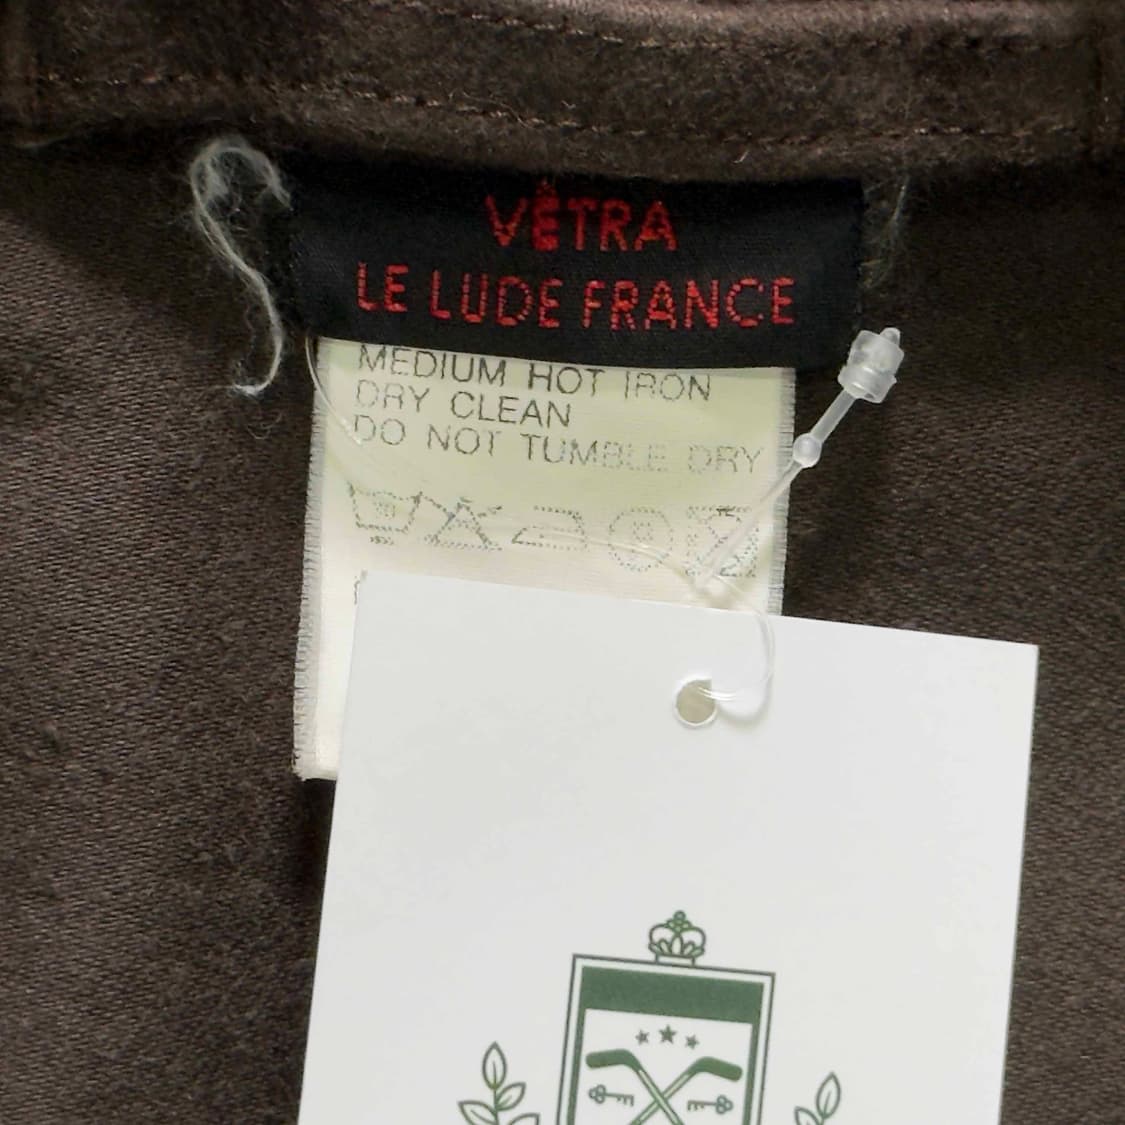 VÊTRA
LE LUDE FRANCE
MEDIUM HOT IRON
DRY CLEAN
DO NOT TUMBLE DRY